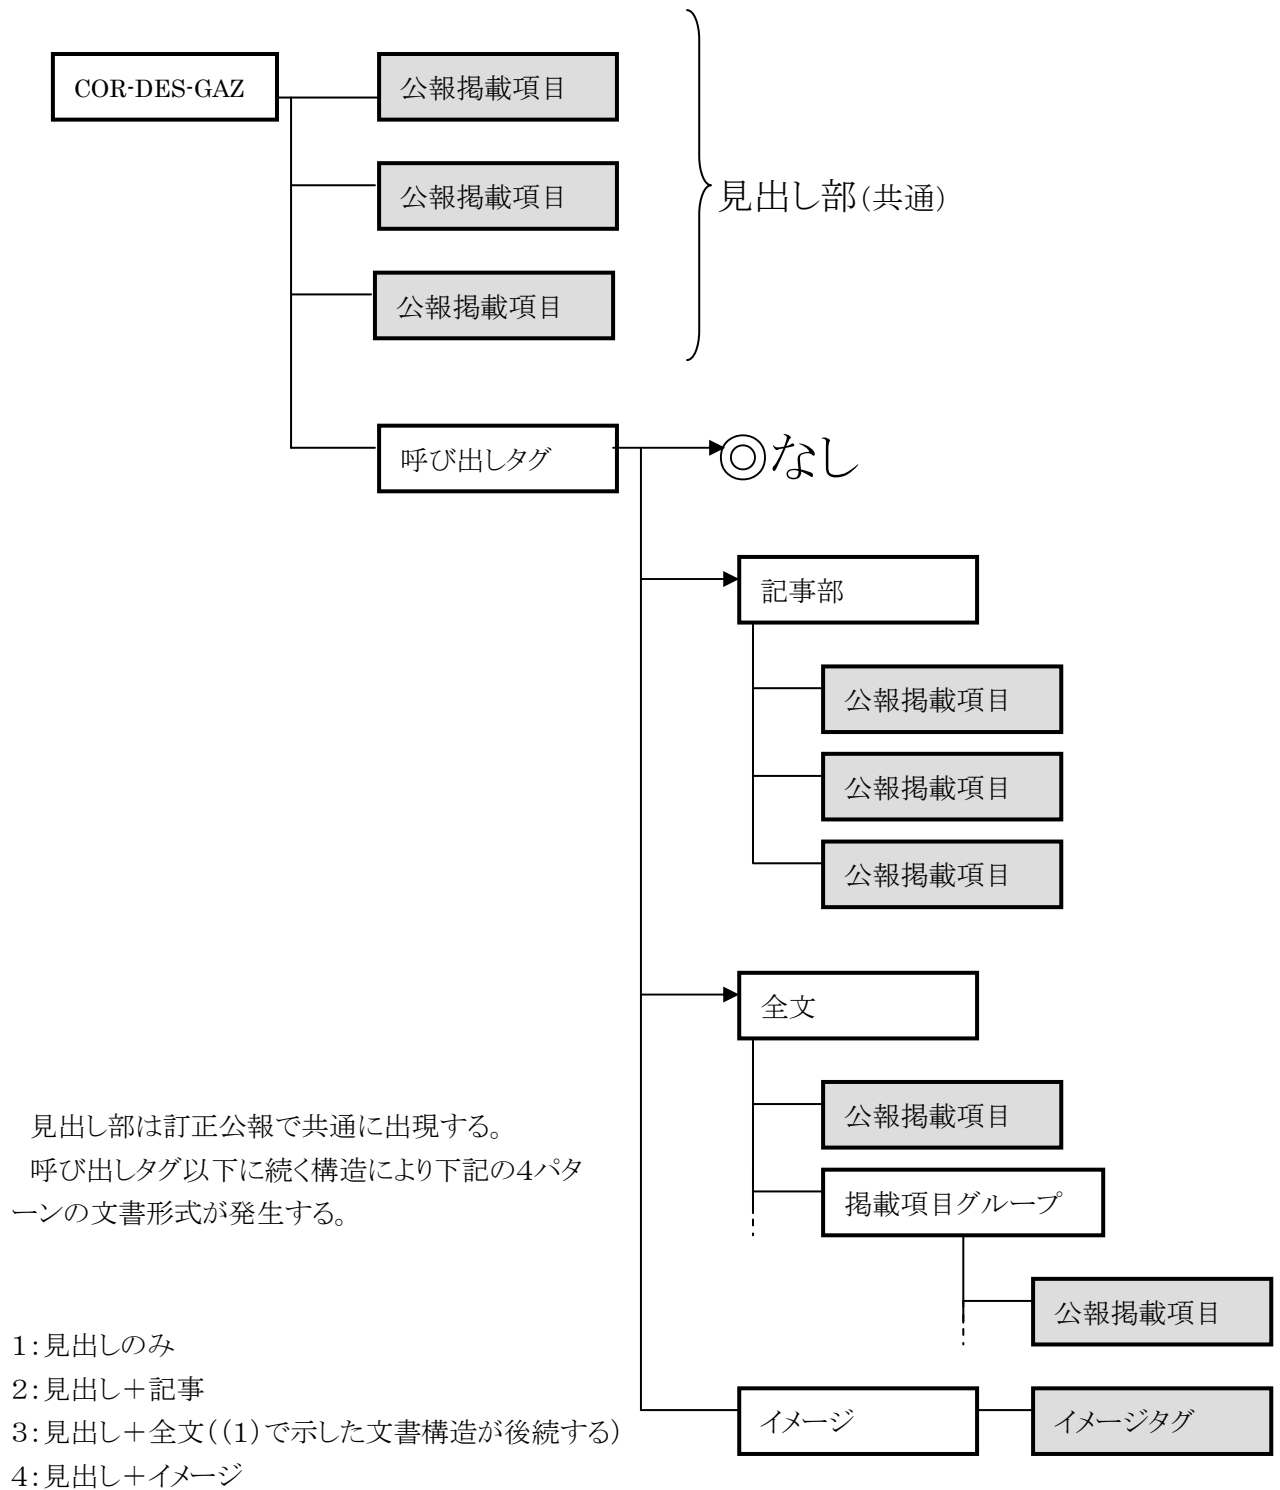 COR-DES-GAZ
公報掲載項目
公報掲載項目
見出し部(共通)
公報掲載項目
呼び出しタグ
◎なし
記事部
公報掲載項目
公報掲載項目
公報掲載項目
全文
公報掲載項目
掲載項目グループ
公報掲載項目
イメージ
イメージタグ
見出し部は訂正公報で共通に出現する。
呼び出しタグ以下に続く構造により下記の4パタ
ーンの文書形式が発生する。
1:見出しのみ
2:見出し+記事
3:見出し+全文((1)で示した文書構造が後続する)
4:見出し+イメージ